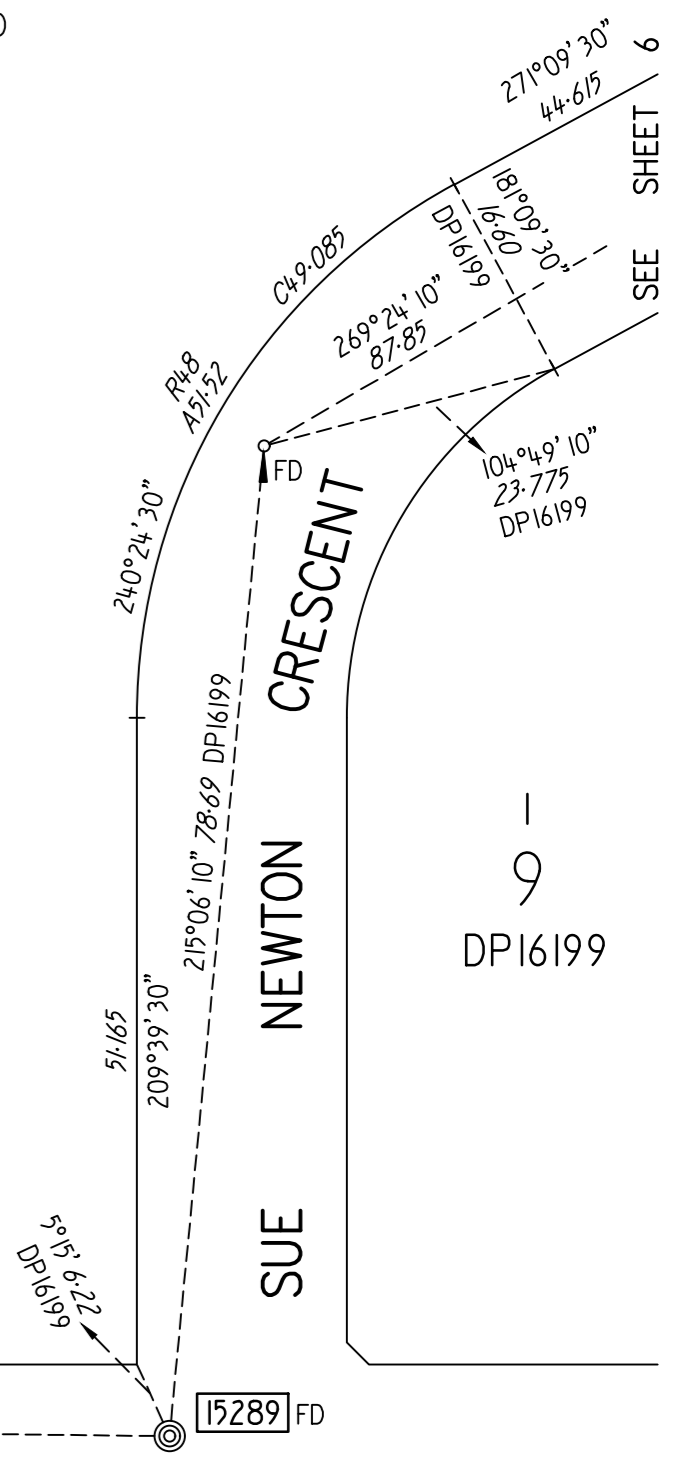 271°09'30"
44·615
SEE SHEET 6
181°09'30"
16·60
DP16199
C49·085
269°24'10"
87·85
R48
A51·52
FD
104°49'10"
23·775
DP16199
240°24'30"
215°06'10" 78·69 DP16199
SUE NEWTON CRESCENT
1
9
DP16199
51·165
209°39'30"
5°15' 6·22
DP16199
15289 FD